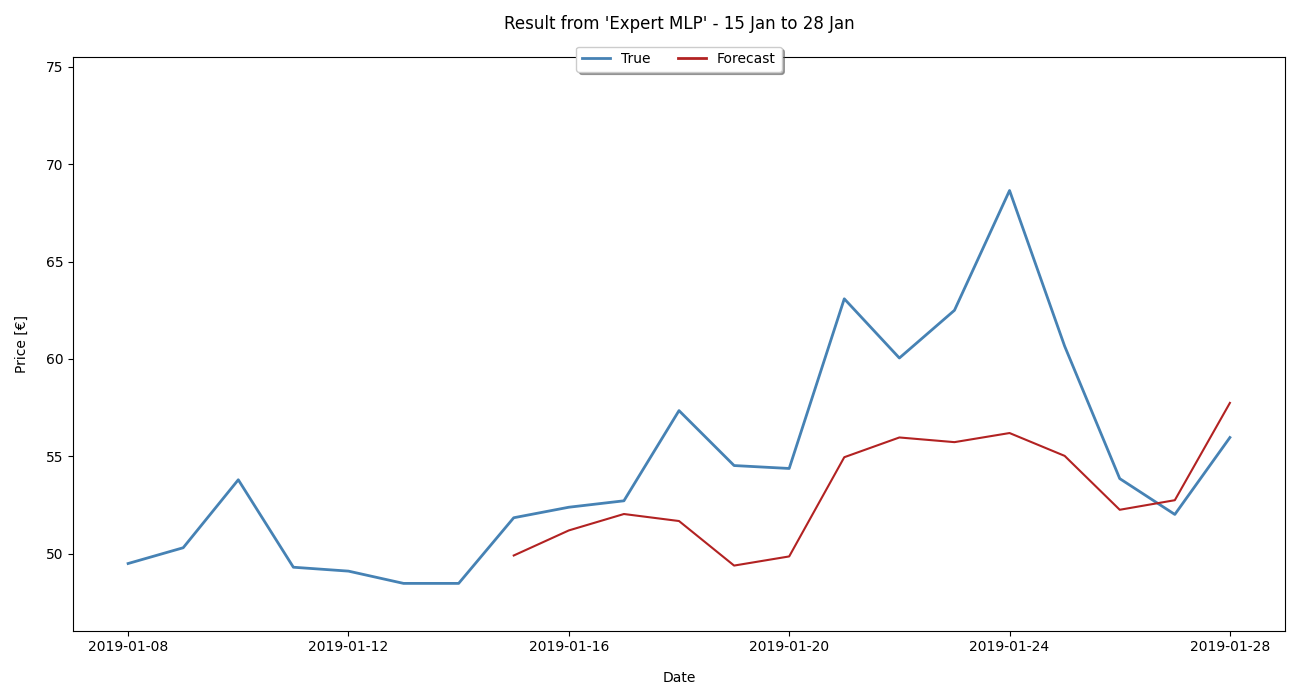 Result from 'Expert MLP' - 15 Jan to 28 Jan
True Forecast
75
70
65
60
55
50
Price [€]
2019-01-08 2019-01-12 2019-01-16 2019-01-20 2019-01-24 2019-01-28
Date